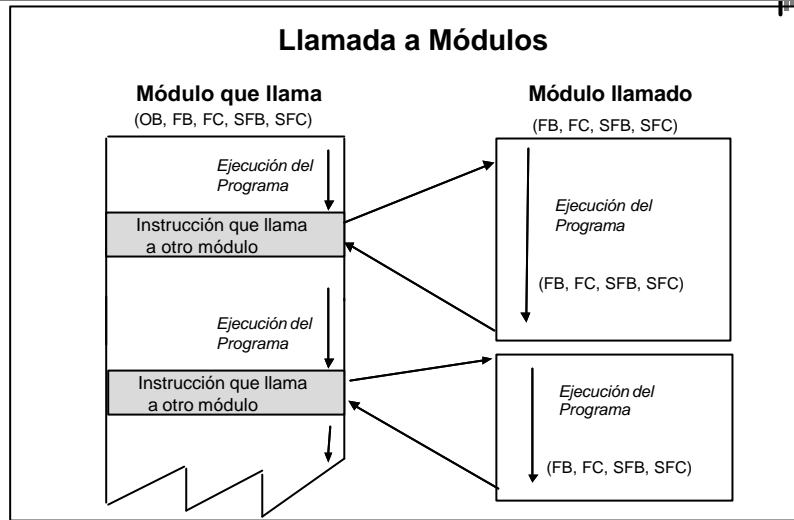 Llamada a Módulos
Módulo que llama
(OB, FB, FC, SFB, SFC)
Ejecución del
Programa
Instrucción que llama
a otro módulo
Ejecución del
Programa
Instrucción que llama
a otro módulo
Módulo llamado
(FB, FC, SFB, SFC)
Ejecución del
Programa
(FB, FC, SFB, SFC)
Ejecución del
Programa
(FB, FC, SFB, SFC)